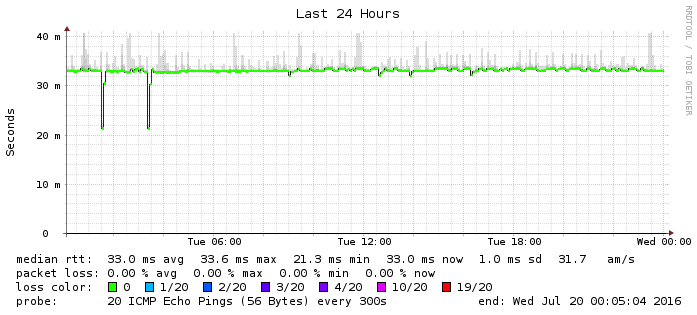 Last 24 Hours
RRDTOOL / TOBI OETIKER
Seconds
40 m
30 m
20 m
10 m
0
Tue 06:00 Tue 12:00 Tue 18:00 Wed 00:00
median rtt: 33.0 ms avg 33.6 ms max 21.3 ms min 33.0 ms now 1.0 ms sd 31.7 am/s
packet loss: 0.00 % avg 0.00 % max 0.00 % min 0.00 % now
loss color: 0 1/20 2/20 3/20 4/20 10/20 19/20
probe: 20 ICMP Echo Pings (56 Bytes) every 300s end: Wed Jul 20 00:05:04 2016